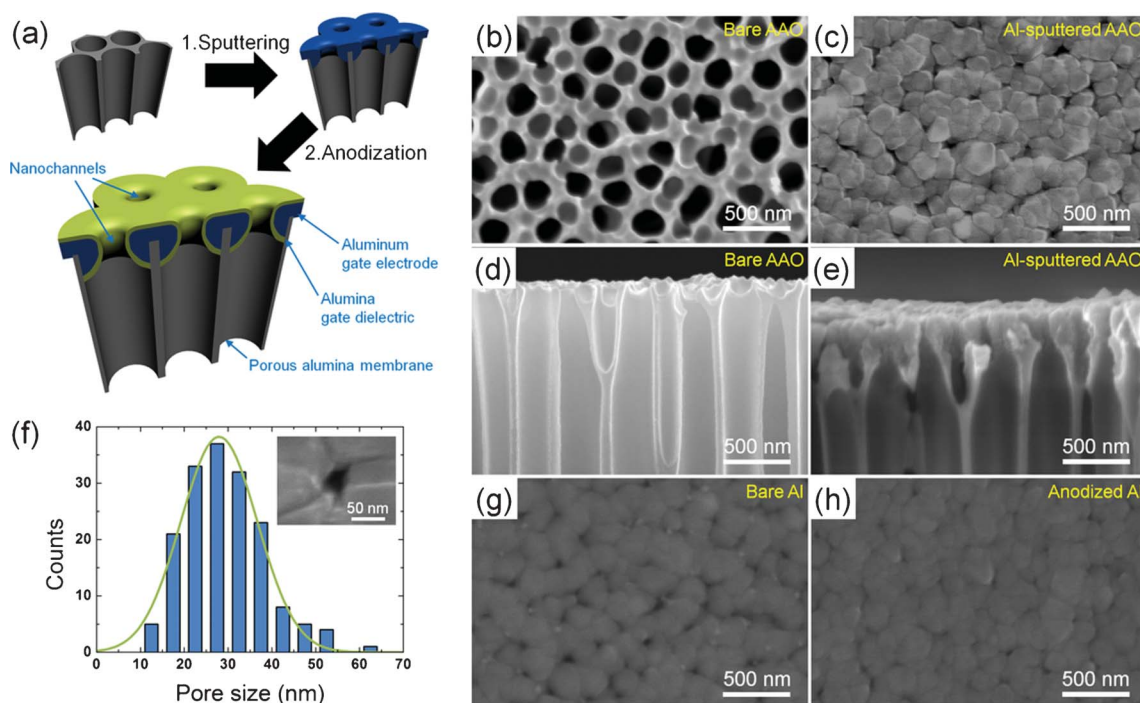 (a)
1.Sputtering
2.Anodization
Nanochannels
Aluminum
gate electrode
Alumina
gate dielectric
Porous alumina membrane
(b)
Bare AAO
500 nm
(c)
Al-sputtered AAO
500 nm
(d)
Bare AAO
500 nm
(e)
Al-sputtered AAO
500 nm
(f)
40
30
20
10
0
Counts
50 nm
0 10 20 30 40 50 60 70
Pore size (nm)
(g)
Bare Al
500 nm
(h)
Anodized Al
500 nm